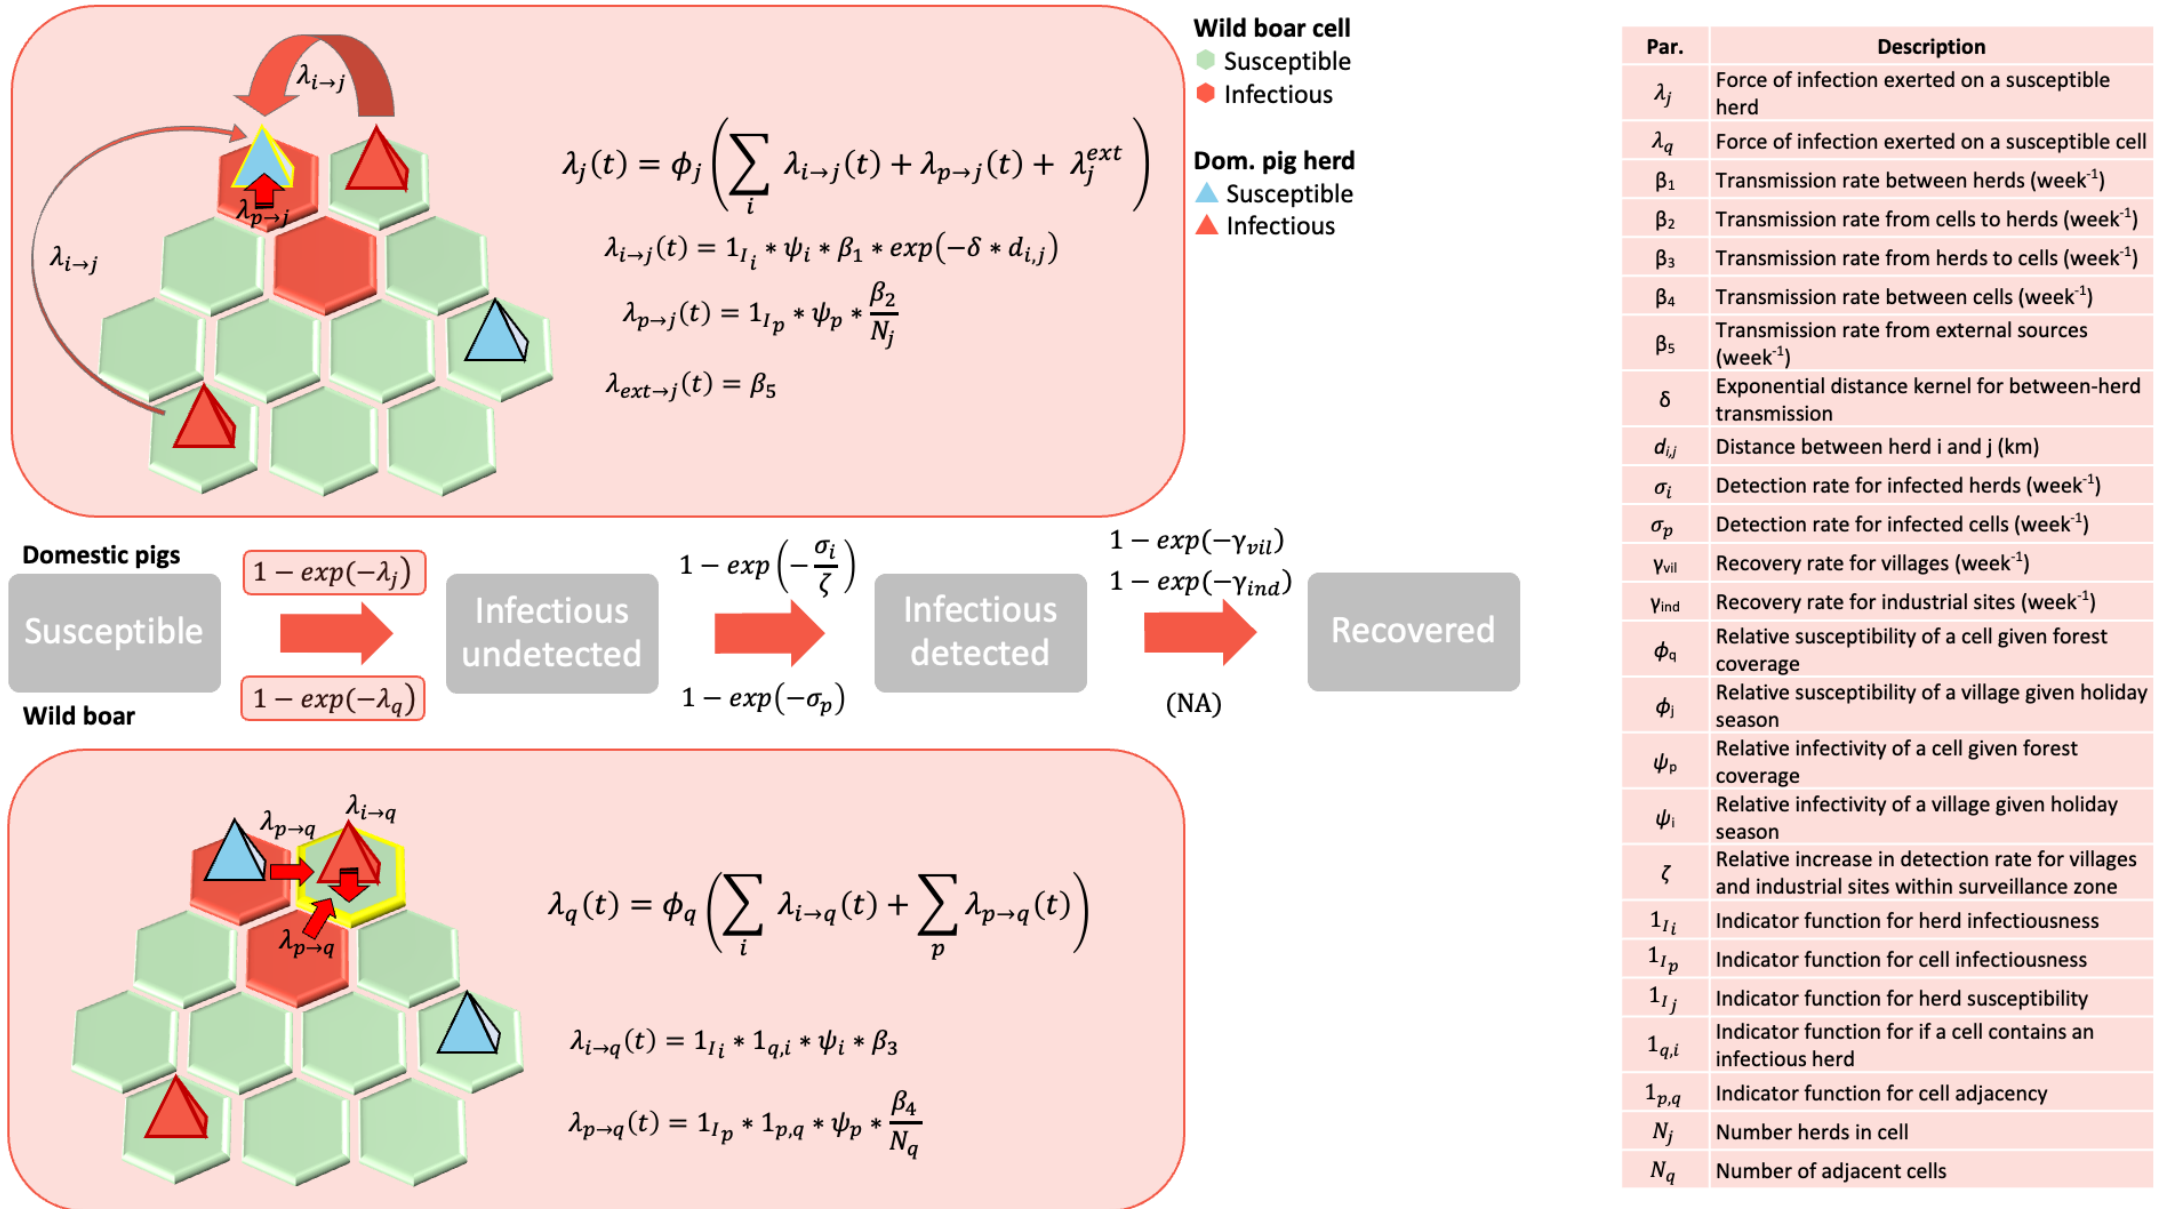 λi→j
λi→j
λp→j
λj(t) = ϕj(∑i λi→j(t) + λp→j(t) + λj^ext)
λi→j(t) = 1Ii * ψi * β1 * exp(−δ * di,j)
λp→j(t) = 1Ip * ψp * β2/Nj
λext→j(t) = β5
Wild boar cell
Susceptible
Infectious
Dom. pig herd
Susceptible
Infectious
Domestic pigs
1 − exp(−λj)
1 − exp(−σi/ζ)
1 − exp(−γvil)
1 − exp(−γind)
Susceptible
Infectious
undetected
Infectious
detected
Recovered
1 − exp(−λq)
1 − exp(−σp)
(NA)
Wild boar
λp→q
λi→q
λp→q
λq(t) = ϕq(∑i λi→q(t) + ∑p λp→q(t))
λi→q(t) = 1Ii * 1q,i * ψi * β3
λp→q(t) = 1Ip * 1p,q * ψp * β4/Nq
Par. Description
λj Force of infection exerted on a susceptible
herd
λq Force of infection exerted on a susceptible cell
β1 Transmission rate between herds (week-1)
β2 Transmission rate from cells to herds (week-1)
β3 Transmission rate from herds to cells (week-1)
β4 Transmission rate between cells (week-1)
β5 Transmission rate from external sources
(week-1)
δ Exponential distance kernel for between-herd
transmission
di,j Distance between herd i and j (km)
σi Detection rate for infected herds (week-1)
σp Detection rate for infected cells (week-1)
γvil Recovery rate for villages (week-1)
γind Recovery rate for industrial sites (week-1)
ϕq Relative susceptibility of a cell given forest
coverage
ϕj Relative susceptibility of a village given holiday
season
ψp Relative infectivity of a cell given forest
coverage
ψi Relative infectivity of a village given holiday
season
ζ Relative increase in detection rate for villages
and industrial sites within surveillance zone
1Ii Indicator function for herd infectiousness
1Ip Indicator function for cell infectiousness
1Ij Indicator function for herd susceptibility
1q,i Indicator function for if a cell contains an
infectious herd
1p,q Indicator function for cell adjacency
Nj Number herds in cell
Nq Number of adjacent cells